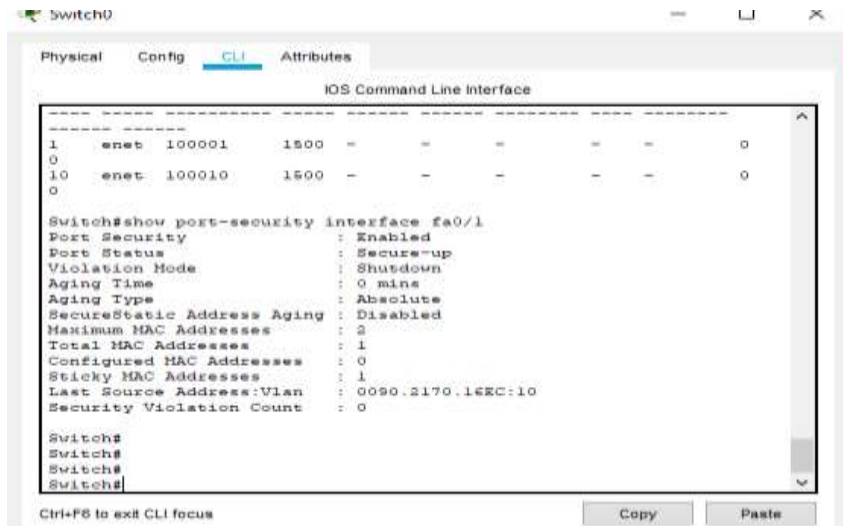 Switch0
Physical Config CLI Attributes
IOS Command Line Interface
---- ----- ---------- ----- ------ ------ -------- ---- --------
------ ------
1 enet 100001 1500 - - - - - 0
0
10 enet 100010 1500 - - - - - 0
0
Switch#show port-security interface fa0/1
Port Security : Enabled
Port Status : Secure-up
Violation Mode : Shutdown
Aging Time : 0 mins
Aging Type : Absolute
SecureStatic Address Aging : Disabled
Maximum MAC Addresses : 2
Total MAC Addresses : 1
Configured MAC Addresses : 0
Sticky MAC Addresses : 1
Last Source Address:Vlan : 0090.2170.16EC:10
Security Violation Count : 0
Switch#
Switch#
Switch#
Switch#
Ctrl+F6 to exit CLI focus
Copy Paste